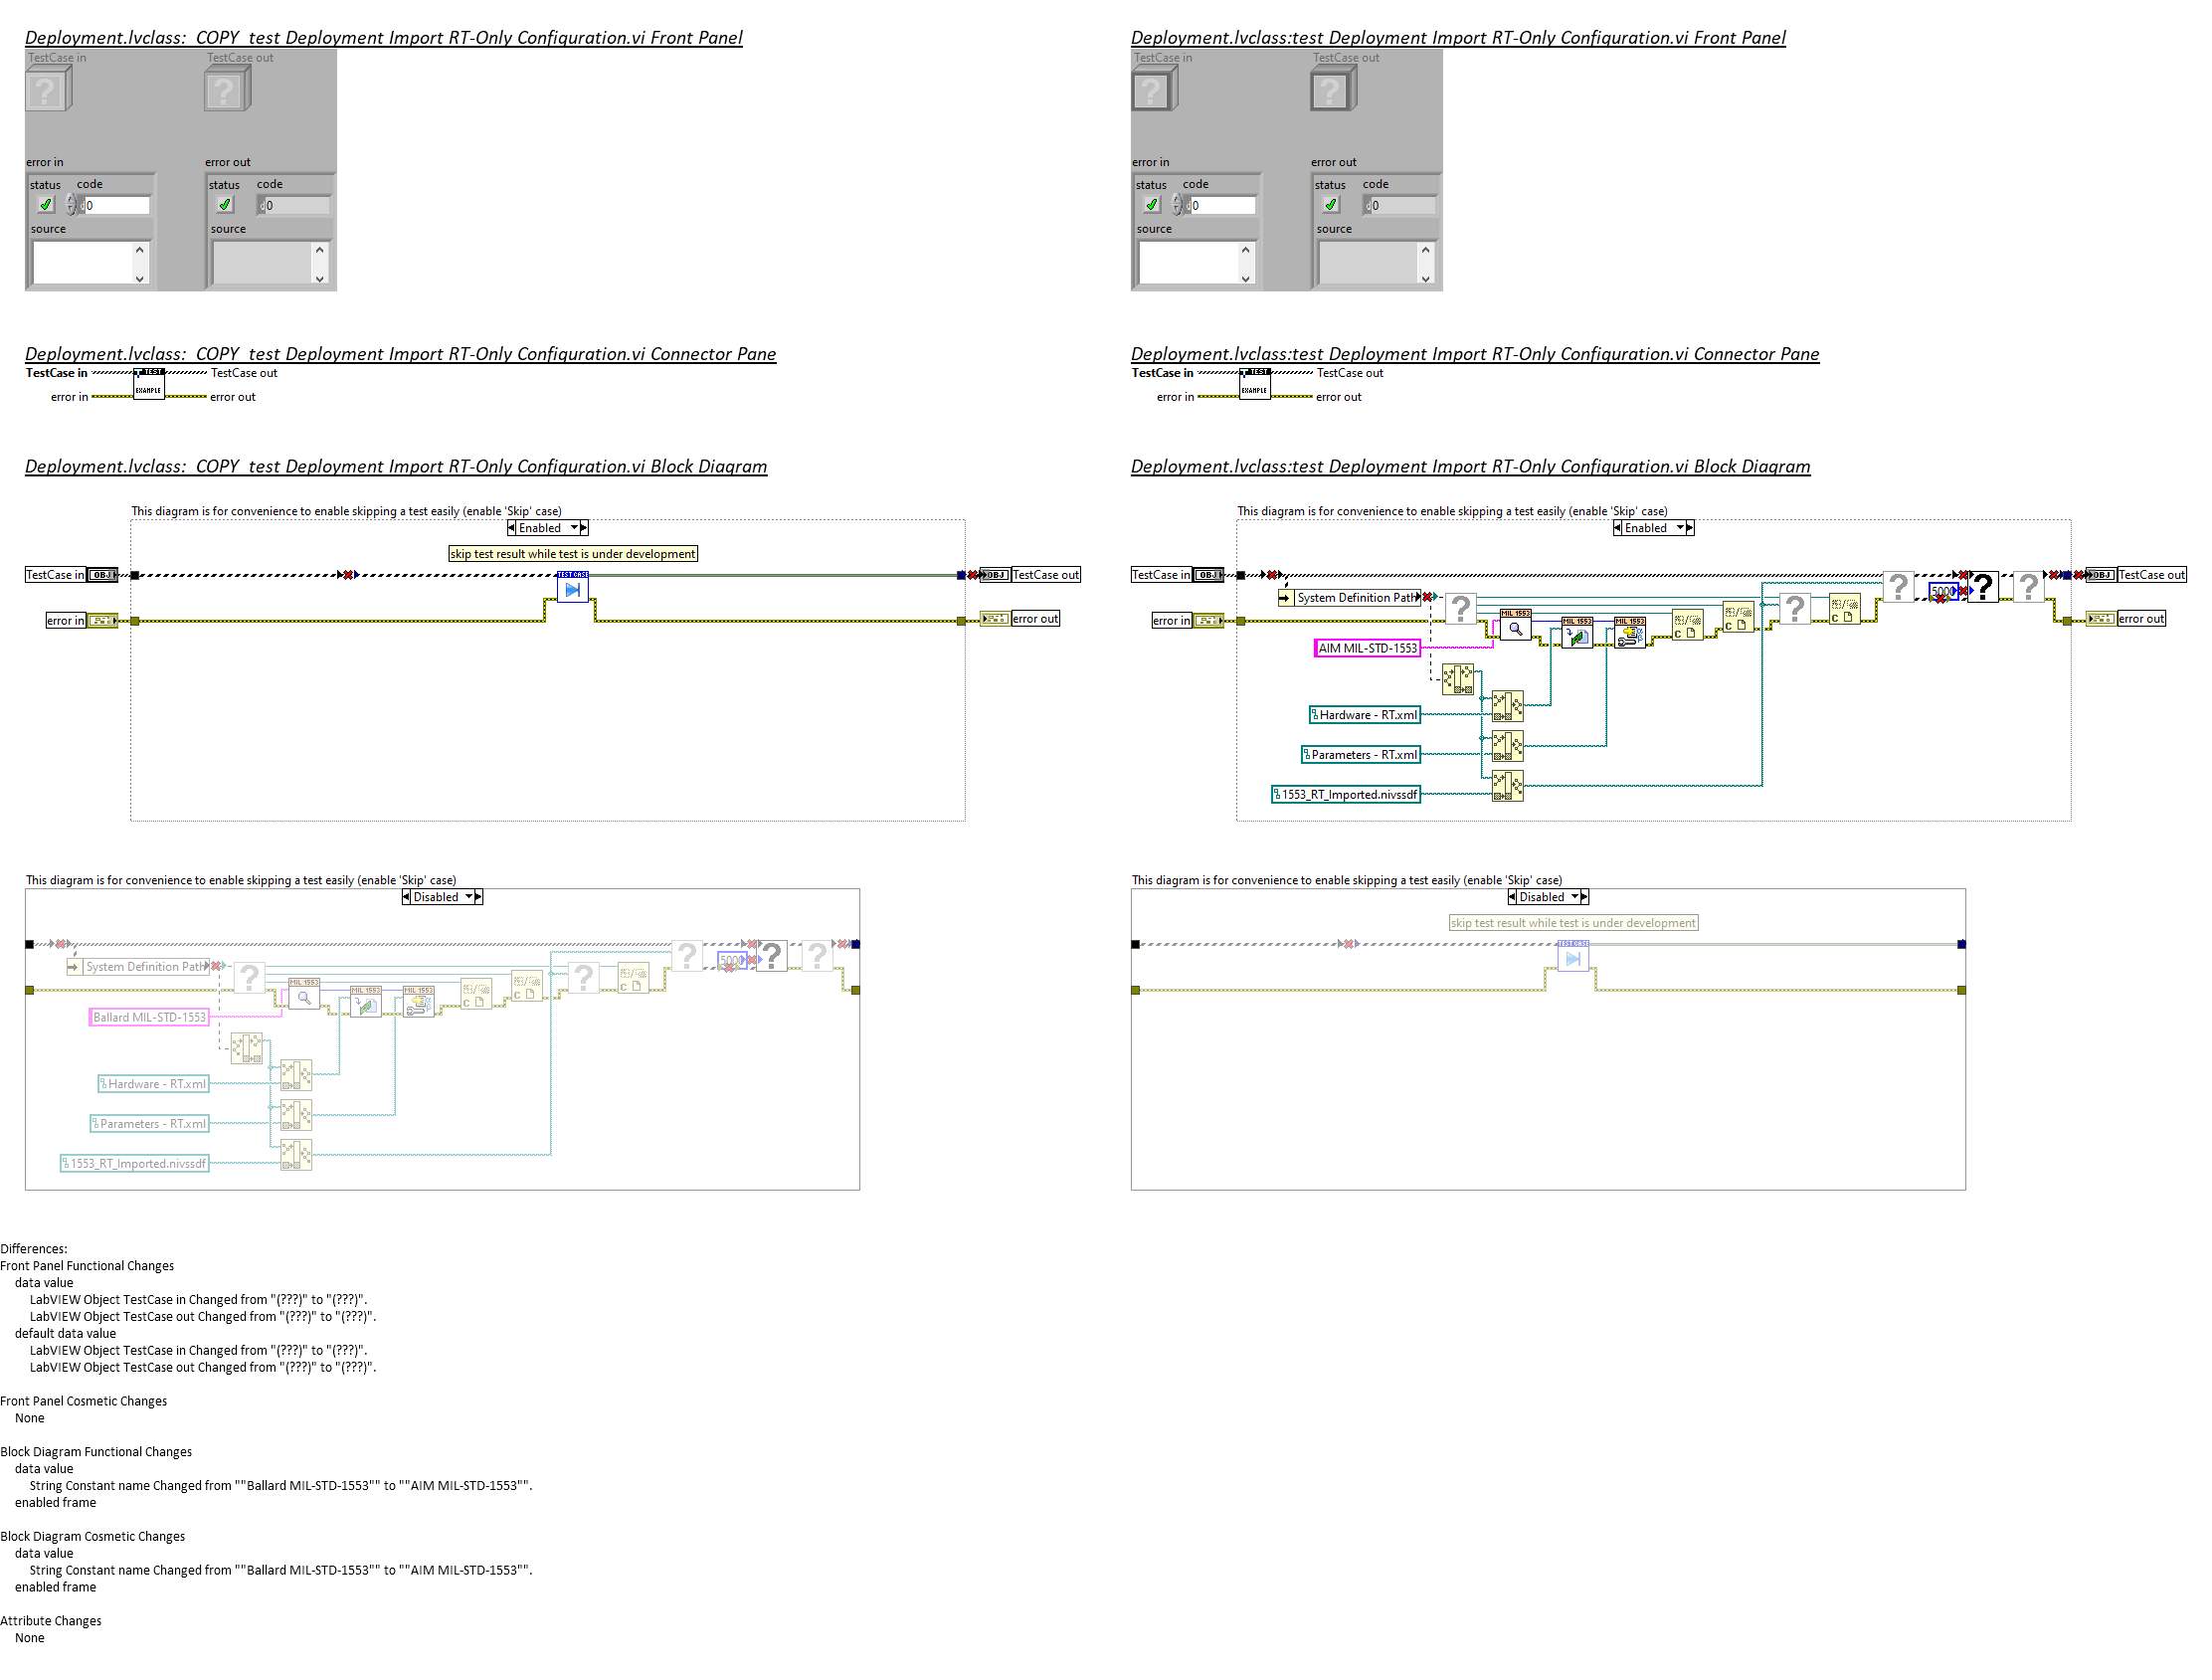 Deployment.lvclass:_COPY_test Deployment Import RT-Only Configuration.vi Front Panel
TestCase in
TestCase out
error in
error out
status
code
status
code
0
0
source
source
Deployment.lvclass:_COPY_test Deployment Import RT-Only Configuration.vi Connector Pane
TestCase in
TEST
TestCase out
EXAMPLE
error in
error out
Deployment.lvclass:_COPY_test Deployment Import RT-Only Configuration.vi Block Diagram
This diagram is for convenience to enable skipping a test easily (enable 'Skip' case)
Enabled
skip test result while test is under development
TestCase in
OBJ
TEST CASE
OBJ
TestCase out
error in
error out
This diagram is for convenience to enable skipping a test easily (enable 'Skip' case)
Disabled
System Definition Path
5000
MIL 1553
MIL 1553
MIL 1553
Ballard MIL-STD-1553
Hardware - RT.xml
Parameters - RT.xml
1553_RT_Imported.nivssdf
Deployment.lvclass:test Deployment Import RT-Only Configuration.vi Front Panel
TestCase in
TestCase out
error in
error out
status
code
status
code
0
0
source
source
Deployment.lvclass:test Deployment Import RT-Only Configuration.vi Connector Pane
TestCase in
TEST
TestCase out
EXAMPLE
error in
error out
Deployment.lvclass:test Deployment Import RT-Only Configuration.vi Block Diagram
This diagram is for convenience to enable skipping a test easily (enable 'Skip' case)
Enabled
TestCase in
OBJ
OBJ
TestCase out
System Definition Path
5000
error in
error out
MIL 1553
MIL 1553
MIL 1553
AIM MIL-STD-1553
Hardware - RT.xml
Parameters - RT.xml
1553_RT_Imported.nivssdf
This diagram is for convenience to enable skipping a test easily (enable 'Skip' case)
Disabled
skip test result while test is under development
TEST CASE
Differences:
Front Panel Functional Changes
data value
LabVIEW Object TestCase in Changed from "(???)" to "(???)".
LabVIEW Object TestCase out Changed from "(???)" to "(???)".
default data value
LabVIEW Object TestCase in Changed from "(???)" to "(???)".
LabVIEW Object TestCase out Changed from "(???)" to "(???)".
Front Panel Cosmetic Changes
None
Block Diagram Functional Changes
data value
String Constant name Changed from ""Ballard MIL-STD-1553"" to ""AIM MIL-STD-1553"".
enabled frame
Block Diagram Cosmetic Changes
data value
String Constant name Changed from ""Ballard MIL-STD-1553"" to ""AIM MIL-STD-1553"".
enabled frame
Attribute Changes
None